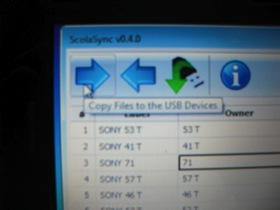 ScolaSync v0.4.0
Copy Files to the USB Devices
# Owner
1 SONY 53 T 53 T
2 SONY 41 T 41 T
3 SONY 71 71
4 SONY 57 T 57 T
5 SONY 46 T 46 T